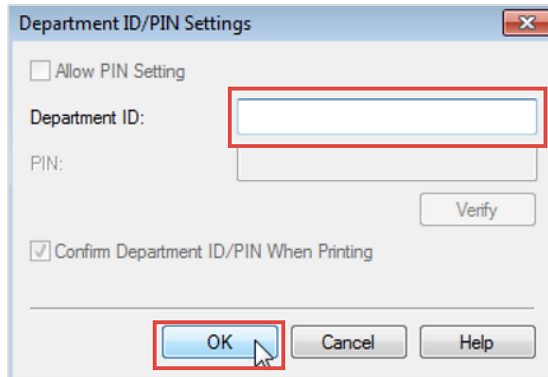 Department ID/PIN Settings
Allow PIN Setting
Department ID:
PIN:
Verify
Confirm Department ID/PIN When Printing
OK Cancel Help